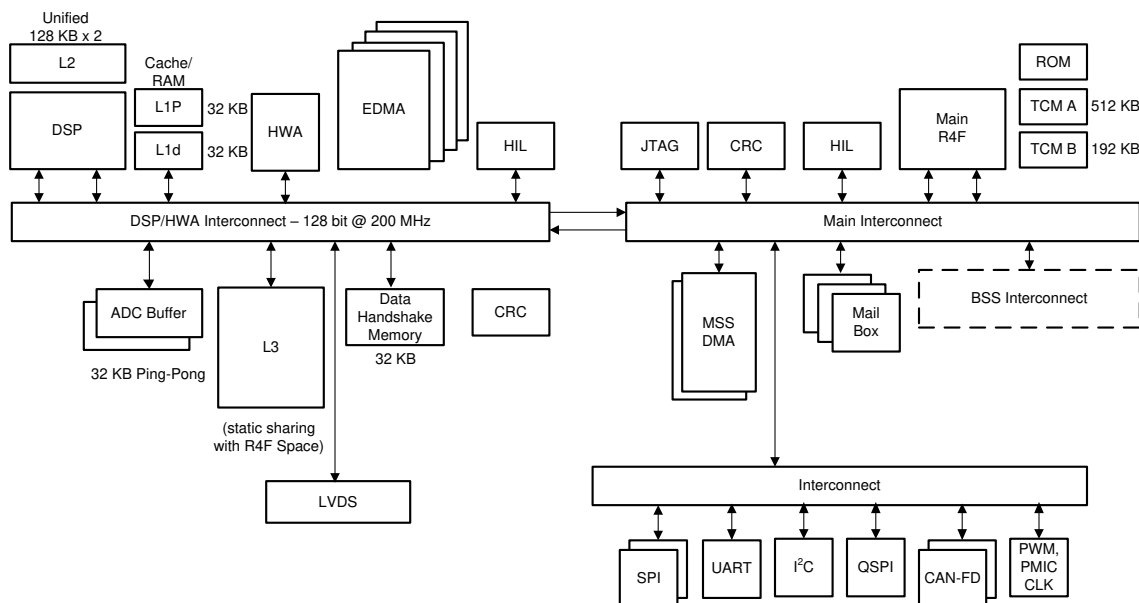 Unified
128 KB x 2
L2
Cache/
RAM
DSP
L1P
32 KB
L1d
32 KB
HWA
EDMA
HIL
JTAG
CRC
HIL
Main
R4F
ROM
TCM A
512 KB
TCM B
192 KB
DSP/HWA Interconnect – 128 bit @ 200 MHz
Main Interconnect
ADC Buffer
32 KB Ping-Pong
L3
(static sharing
with R4F Space)
Data
Handshake
Memory
32 KB
CRC
LVDS
MSS
DMA
Mail
Box
BSS Interconnect
Interconnect
SPI
UART
I²C
QSPI
CAN-FD
PWM,
PMIC
CLK